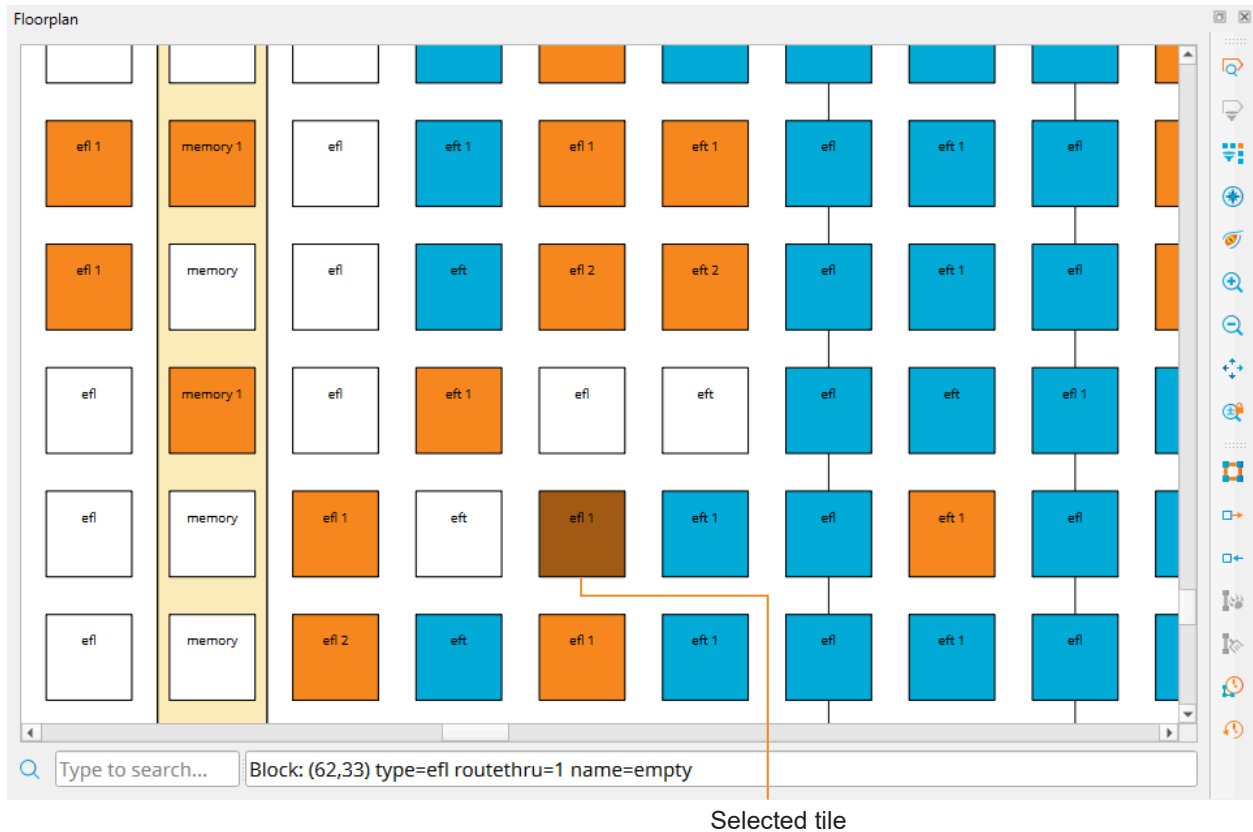 Floorplan
efl 1 memory 1 efl eft 1 efl 1 eft 1 efl eft 1 efl
efl 1 memory efl eft efl 2 eft 2 efl eft 1 efl
efl memory 1 efl eft 1 efl eft efl eft efl 1
efl memory efl 1 eft efl 1 eft 1 efl eft 1 efl
efl memory efl 2 eft efl 1 eft 1 efl eft 1 efl
Type to search... Block: (62,33) type=efl routethru=1 name=empty
Selected tile